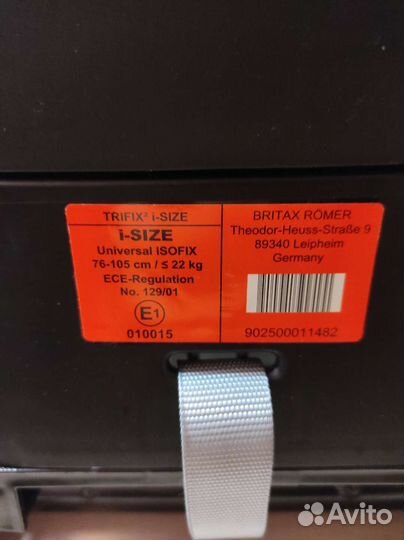 TRIFIX² i-SIZE
i-SIZE
Universal ISOFIX
76-105 cm / ≤ 22 kg
ECE-Regulation
No. 129/01
E1
010015
BRITAX RÖMER
Theodor-Heuss-Straße 9
89340 Leipheim
Germany
902500011482
Avito